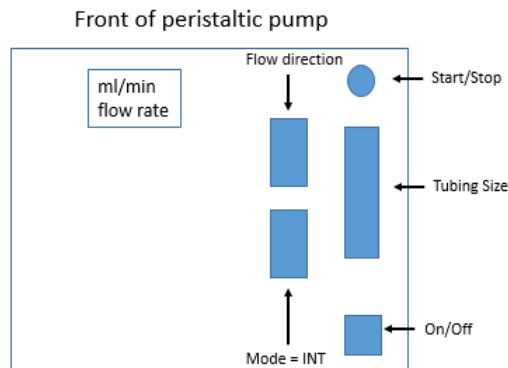 Front of peristaltic pump
Flow direction
Start/Stop
ml/min
flow rate
Tubing Size
On/Off
Mode = INT